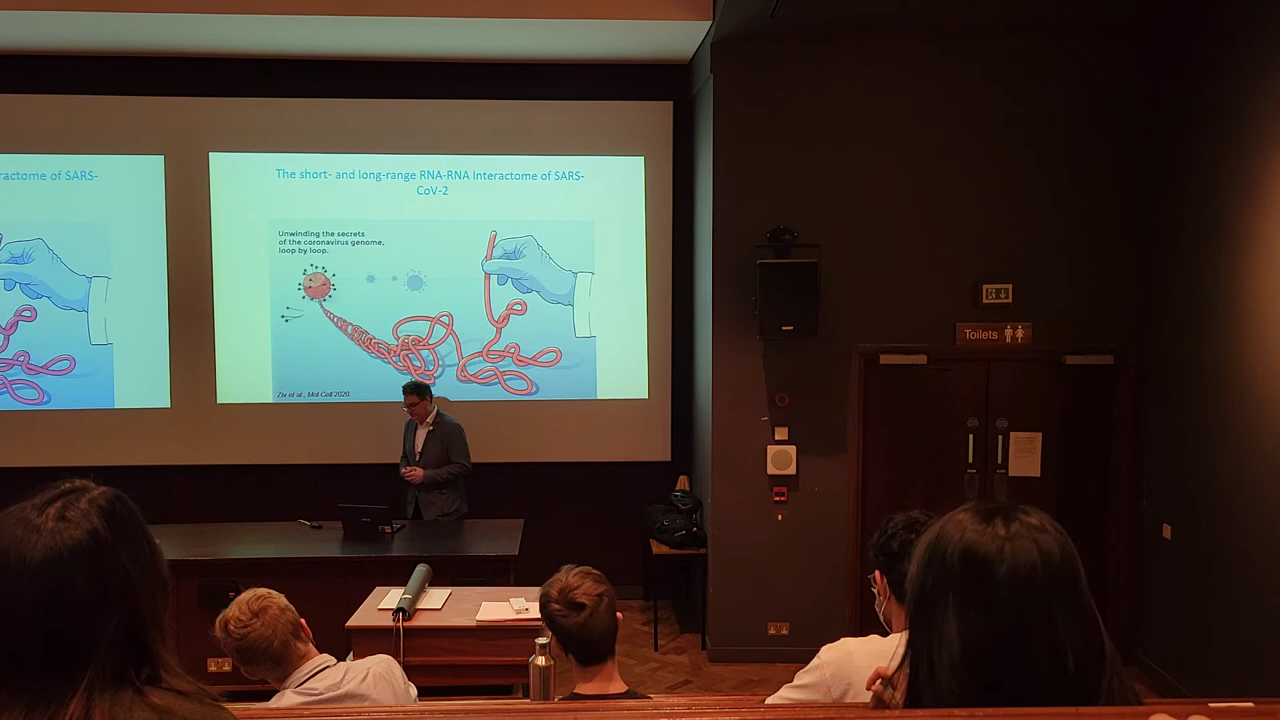 ractome of SARS-
The short- and long-range RNA-RNA Interactome of SARS-
CoV-2
Unwinding the secrets
of the coronavirus genome,
loop by loop.
Ziv et al., Mol Cell 2020
Toilets